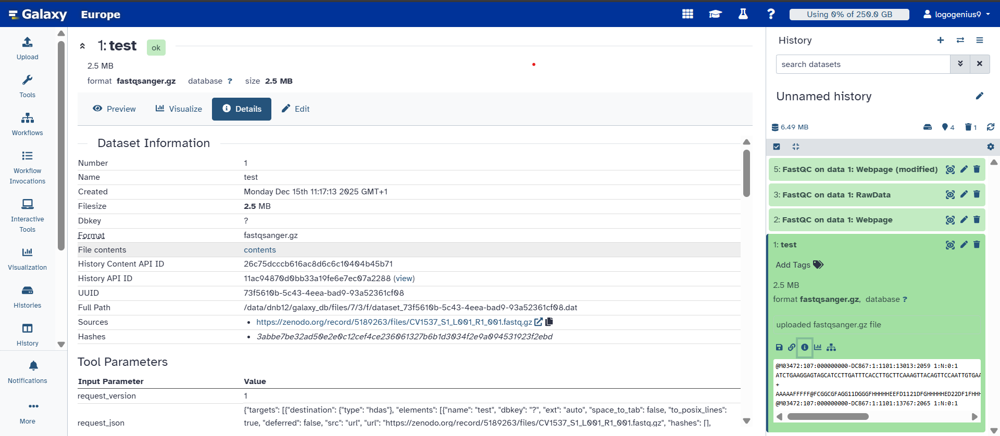 Galaxy Europe
Using 0% of 250.0 GB
logogenius9
Upload
Tools
Workflows
Workflow
Invocations
Interactive
Tools
Visualization
Histories
History
Notifications
More
1: test ok
2.5 MB
format fastqsanger.gz database ? size 2.5 MB
Preview Visualize Details Edit
Dataset Information
Number 1
Name test
Created Monday Dec 15th 11:17:13 2025 GMT+1
Filesize 2.5 MB
Dbkey ?
Format fastqsanger.gz
File contents contents
History Content API ID 26c75dcccb616ac8d6c6c10404b45b71
History API ID 11ac94870d0bb33a19fe6e7ec07a2288 (view)
UUID 73f5610b-5c43-4eea-bad9-93a52361cf08
Full Path /data/dnb12/galaxy_db/files/7/3/f/dataset_73f5610b-5c43-4eea-bad9-93a52361cf08.dat
Sources • https://zenodo.org/record/5189263/files/CV1537_S1_L001_R1_001.fastq.gz
Hashes • 3abbe7be32ad50e2e0c12cef4ce236061327b6b1d3034f2e9a094531923f2ebd
Tool Parameters
Input Parameter Value
request_version 1
{"targets": [{"destination": {"type": "hdas"}, "elements": [{"name": "test", "dbkey": "?", "ext": "auto", "space_to_tab": false, "to_posix_lines":
request_json true, "deferred": false, "src": "url", "url": "https://zenodo.org/record/5189263/files/CV1537_S1_L001_R1_001.fastq.gz", "hashes": [],
History
search datasets
Unnamed history
6.49 MB 4 1
5: FastQC on data 1: Webpage (modified)
3: FastQC on data 1: RawData
2: FastQC on data 1: Webpage
1: test
Add Tags
2.5 MB
format fastqsanger.gz, database ?
uploaded fastqsanger.gz file
@M03472:107:000000000-DC867:1:1101:13013:2059 1:N:0:1
ATCTGAAGGAGTAGCATCCTTGATTTCACCTTGCTTCAAAGTTACAGTTCCAATTGTGAA
+
AAAAAFFFFF@FCGGCGFAGG11DGGGFHHHHHEEFD1121DFGHHHHHED22DF1FHHH
@M03472:107:000000000-DC867:1:1101:13767:2065 1:N:0:1